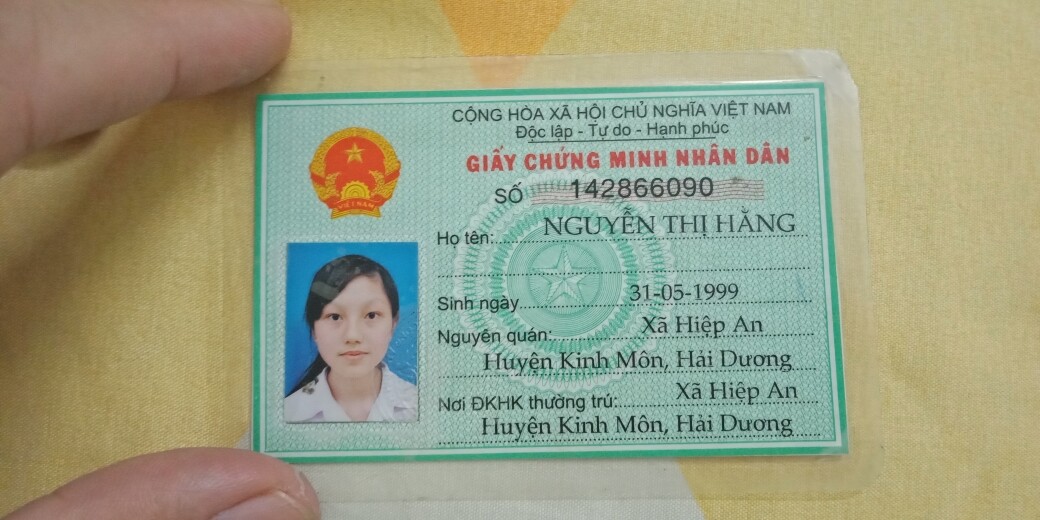 CỘNG HÒA XÃ HỘI CHỦ NGHĨA VIỆT NAM
Độc lập - Tự do - Hạnh phúc
GIẤY CHỨNG MINH NHÂN DÂN
SỐ 142866090
Họ tên: NGUYỄN THỊ HẰNG
Sinh ngày 31-05-1999
Nguyên quán: Xã Hiệp An
Huyện Kinh Môn, Hải Dương
Nơi ĐKHK thường trú: Xã Hiệp An
Huyện Kinh Môn, Hải Dương
VIỆT NAM